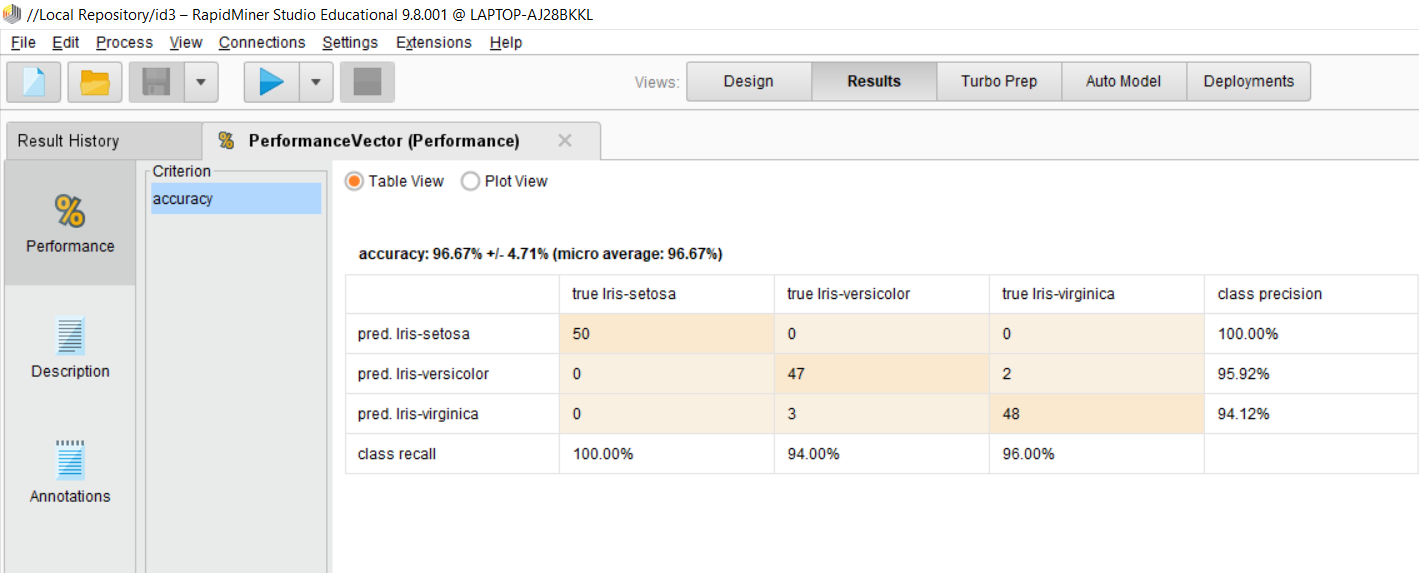 //Local Repository/id3 – RapidMiner Studio Educational 9.8.001 @ LAPTOP-AJ28BKKL
File Edit Process View Connections Settings Extensions Help
Views: Design Results Turbo Prep Auto Model Deployments
Result History PerformanceVector (Performance)
Criterion
accuracy
Performance
Description
Annotations
Table View Plot View
accuracy: 96.67% +/- 4.71% (micro average: 96.67%)
true Iris-setosa true Iris-versicolor true Iris-virginica class precision
pred. Iris-setosa 50 0 0 100.00%
pred. Iris-versicolor 0 47 2 95.92%
pred. Iris-virginica 0 3 48 94.12%
class recall 100.00% 94.00% 96.00%